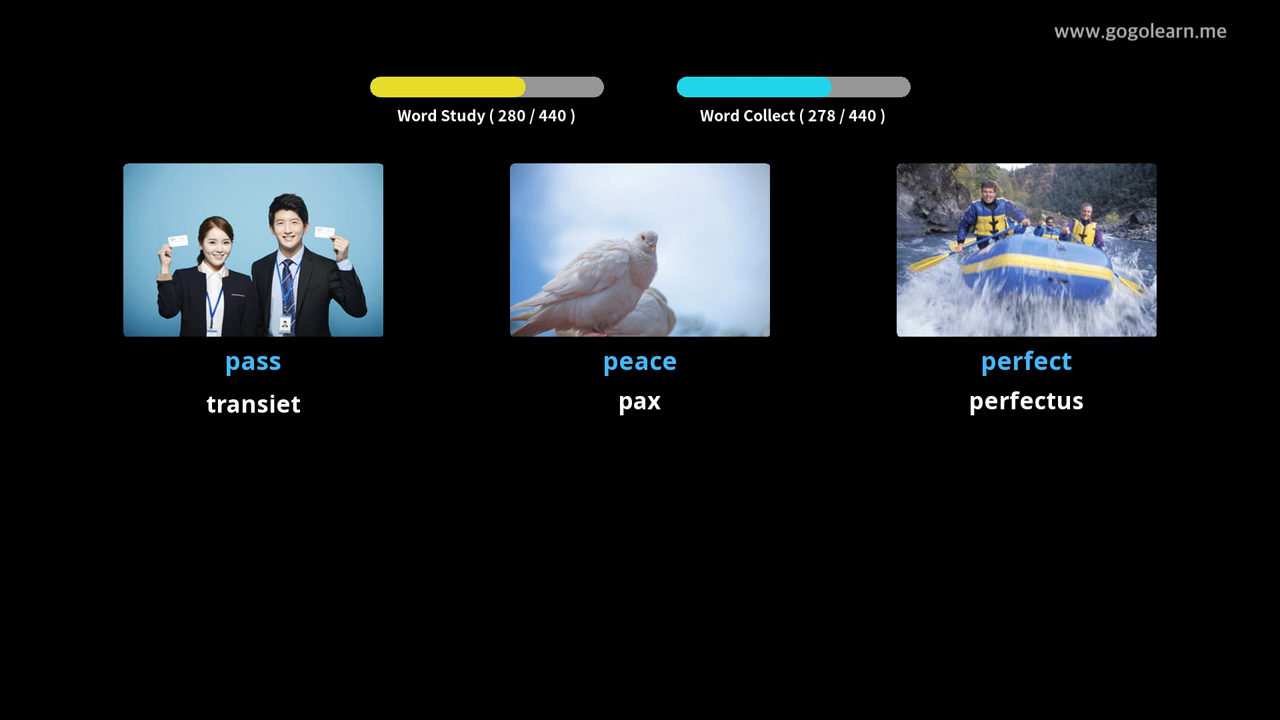 www.gogolearn.me
Word Study ( 280 / 440 )
Word Collect ( 278 / 440 )
pass
peace
perfect
transiet
pax
perfectus